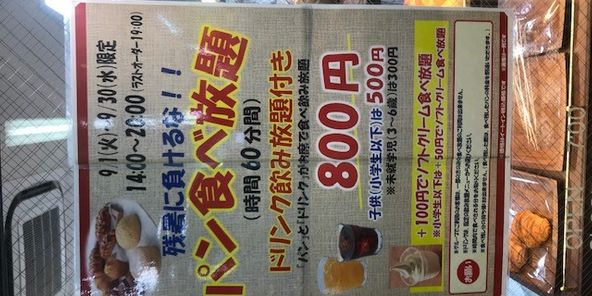 9/1(火)～9/30(水)限定
14:00～20:00(ラストオーダー19:00)
残暑に負けるな！！
パン食べ放題
(時間60分間)
ドリンク飲み放題付き
「パン」と「ドリンク」がお席で食べ飲み放題
800円
子供(小学生以下)は500円
※未就学児(3～6歳)は300円
+100円でソフトクリーム食べ放題
※小学生以下は+50円でソフトクリーム食べ放題
お願い